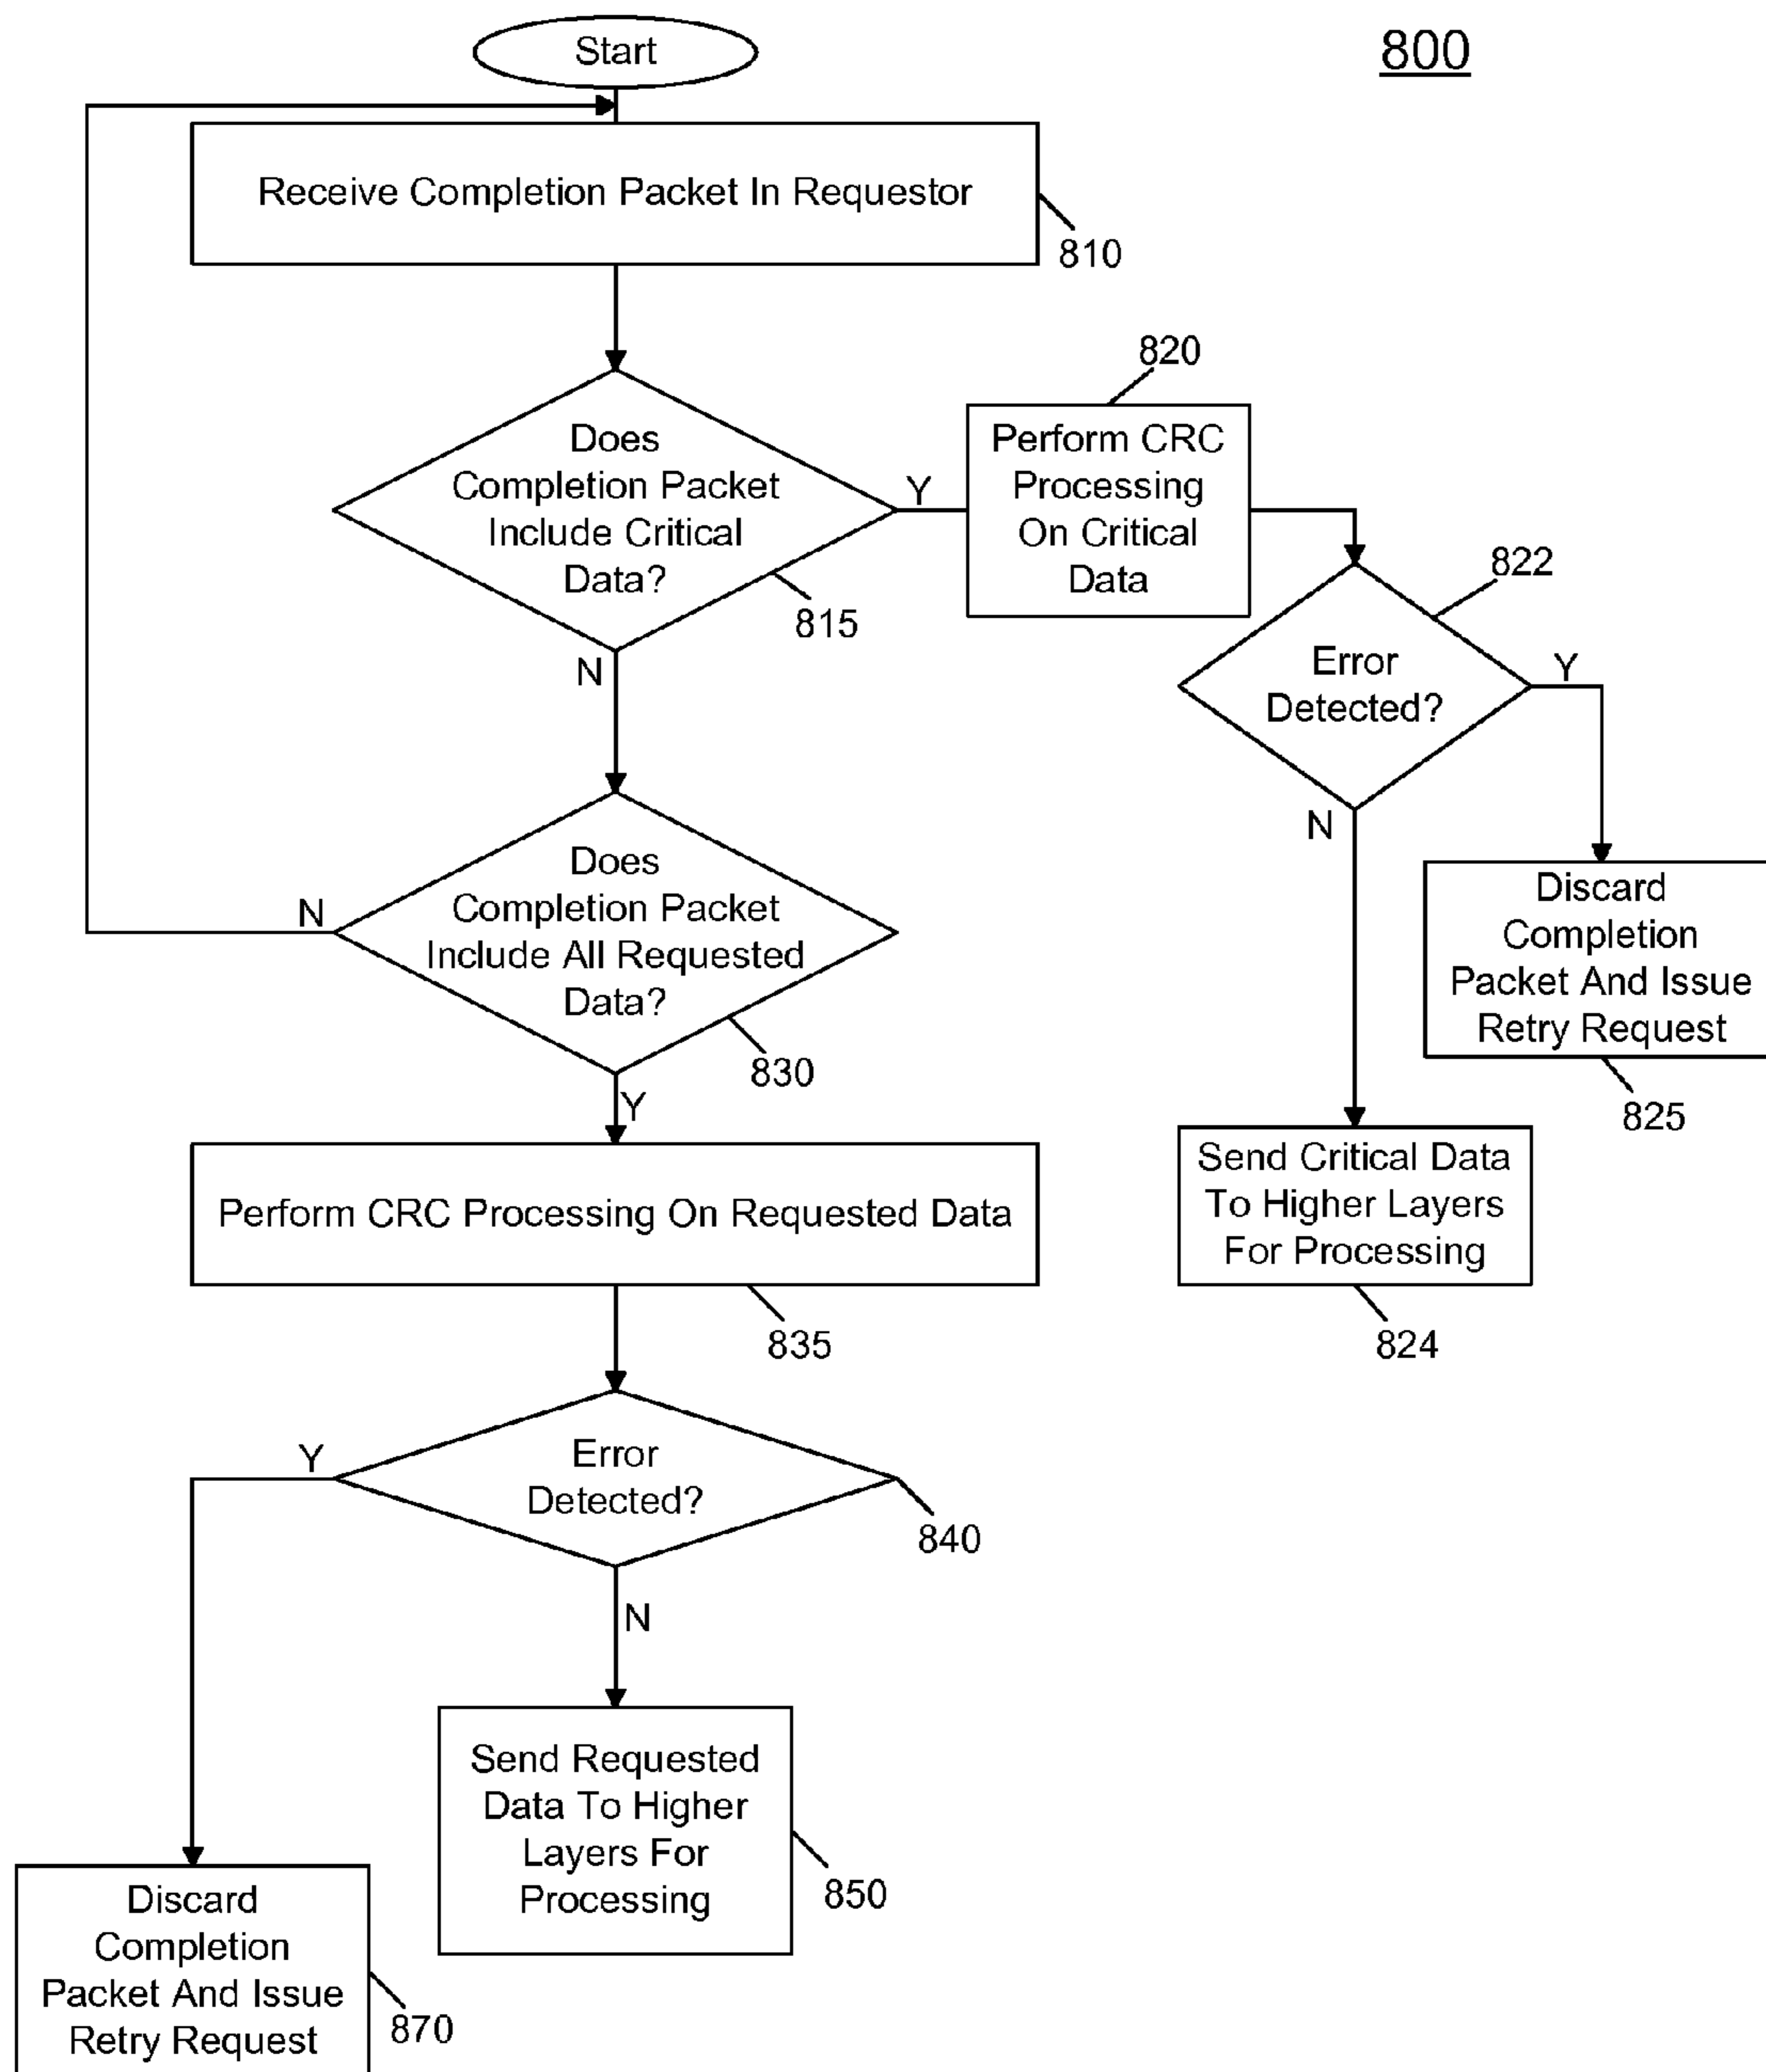 Start
800
Receive Completion Packet In Requestor
810
Does
Completion Packet
Include Critical
Data?
815
Y
N
820
Perform CRC
Processing
On Critical
Data
822
Error
Detected?
Y
N
Discard
Completion
Packet And Issue
Retry Request
825
Send Critical Data
To Higher Layers
For Processing
824
Does
Completion Packet
Include All Requested
Data?
830
N
Y
Perform CRC Processing On Requested Data
835
Error
Detected?
840
Y
N
Send Requested
Data To Higher
Layers For
Processing
850
Discard
Completion
Packet And Issue
Retry Request
870